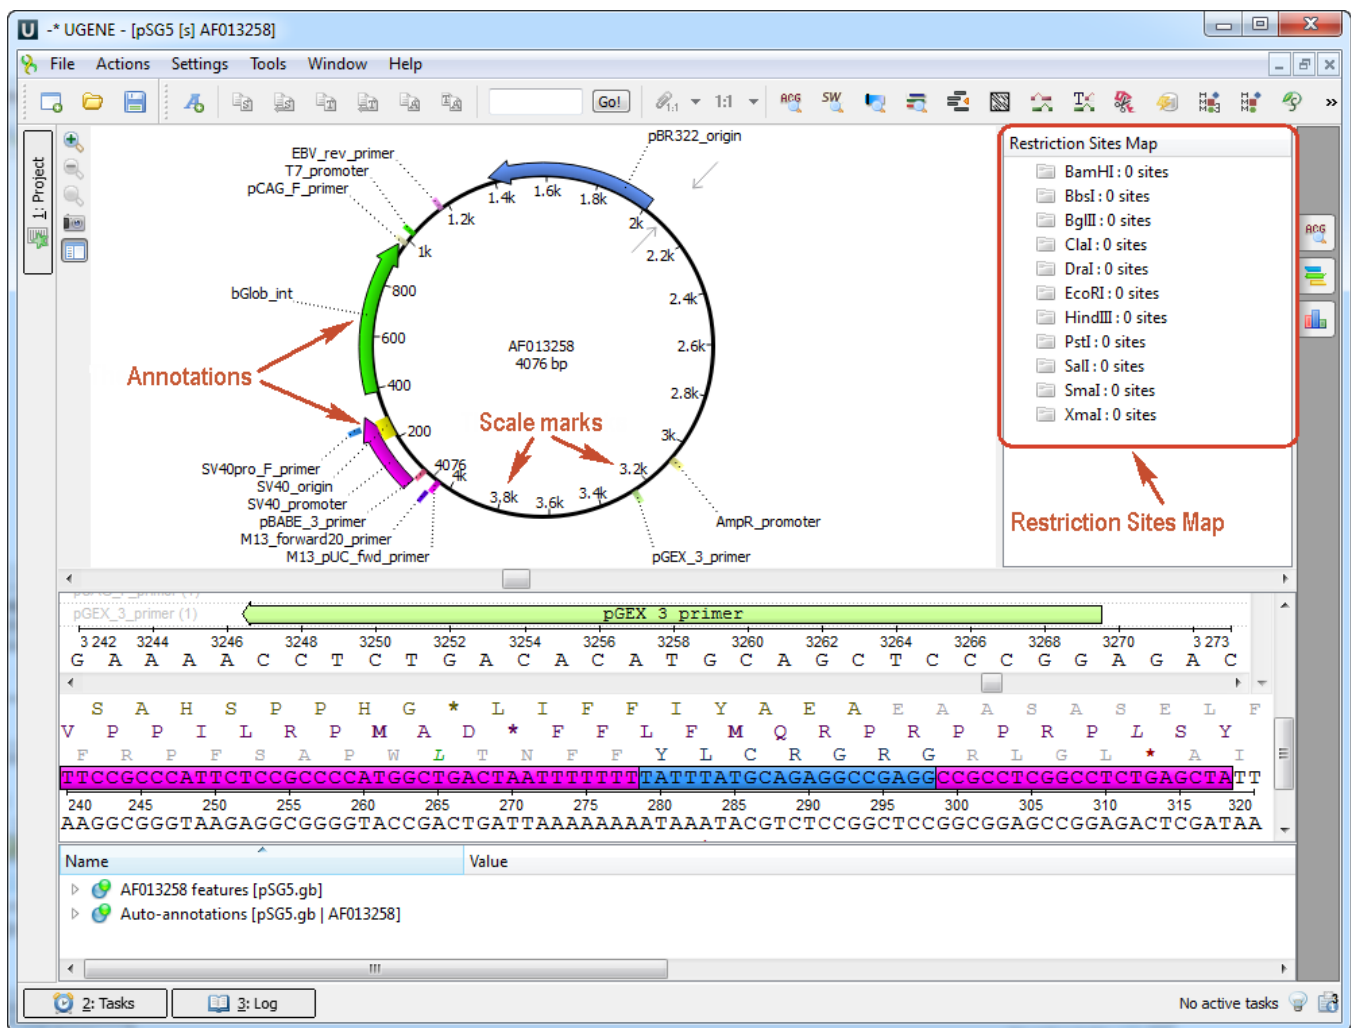 -* UGENE - [pSG5 [s] AF013258]
File Actions Settings Tools Window Help
Go! 1:1 ACG SW »
1: Project
pBR322_origin
EBV_rev_primer
T7_promoter
pCAG_F_primer
1.4k 1.6k 1.8k
1.2k 2k
1k 2.2k
bGlob_int
800 2.4k
600
AF013258
4076 bp
2.6k
Annotations
400 2.8k
Scale marks
200 3k
SV40pro_F_primer
4076 3.2k
SV40_origin
4k
SV40_promoter
3,8k 3.6k 3.4k
pBABE_3_primer
AmpR_promoter
M13_forward20_primer
M13_pUC_fwd_primer
pGEX_3_primer
Restriction Sites Map
BamHI : 0 sites
BbsI : 0 sites
BglII : 0 sites
ClaI : 0 sites
DraI : 0 sites
EcoRI : 0 sites
HindIII : 0 sites
PstI : 0 sites
SalI : 0 sites
SmaI : 0 sites
XmaI : 0 sites
Restriction Sites Map
ACG
pGEX_3_primer (1)
pGEX 3 primer
3 242 3244 3246 3248 3250 3252 3254 3256 3258 3260 3262 3264 3266 3268 3270 3 273
G A A A A C C T C T G A C A C A T G C A G C T C C C G G A G A C
S A H S P P H G * L I F F I Y A E A E A A S A S E L F
V P P I L R P M A D * F F L F M Q R P R P P R P L S Y
F R P F S A P W L T N F F Y L C R G R G R L G L * A I
TTCCGCCCATTCTCCGCCCCATGGCTGACTAATTTTTTTTATTTATGCAGAGGCCGAGGCCGCCTCGGCCTCTGAGCTATT
240 245 250 255 260 265 270 275 280 285 290 295 300 305 310 315 320
AAGGCGGGTAAGAGGCGGGGTACCGACTGATTAAAAAAAATAAATACGTCTCCGGCTCCGGCGGAGCCGGAGACTCGATAA
Name Value
AF013258 features [pSG5.gb]
Auto-annotations [pSG5.gb | AF013258]
2: Tasks 3: Log No active tasks